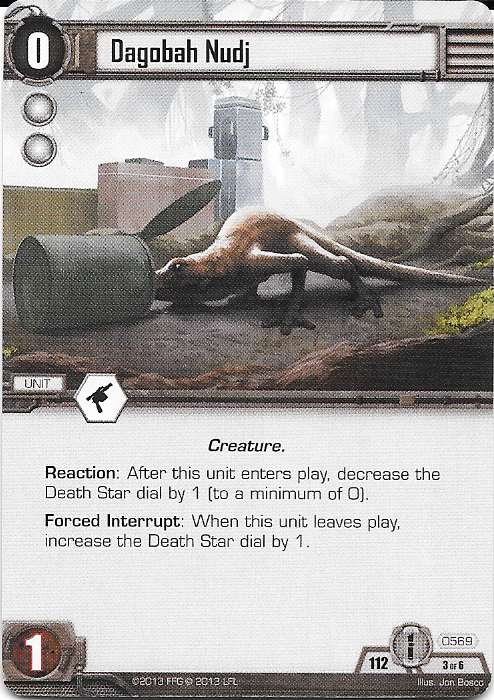 0
Dagobah Nudj
UNIT
Creature.
Reaction: After this unit enters play, decrease the
Death Star dial by 1 (to a minimum of 0).
Forced Interrupt: When this unit leaves play,
increase the Death Star dial by 1.
1
112
0569
3 OF 6
©2013 FFG © 2013 LFL
Illus. Jon Bosco